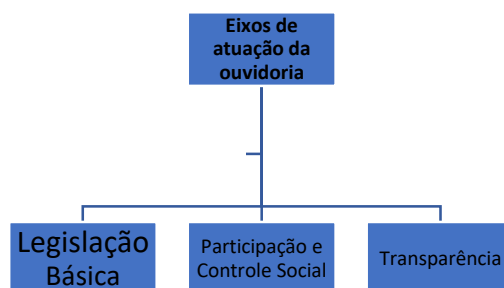 Eixos de
atuação da
ouvidoria
Legislação
Básica
Participação e
Controle Social
Transparência